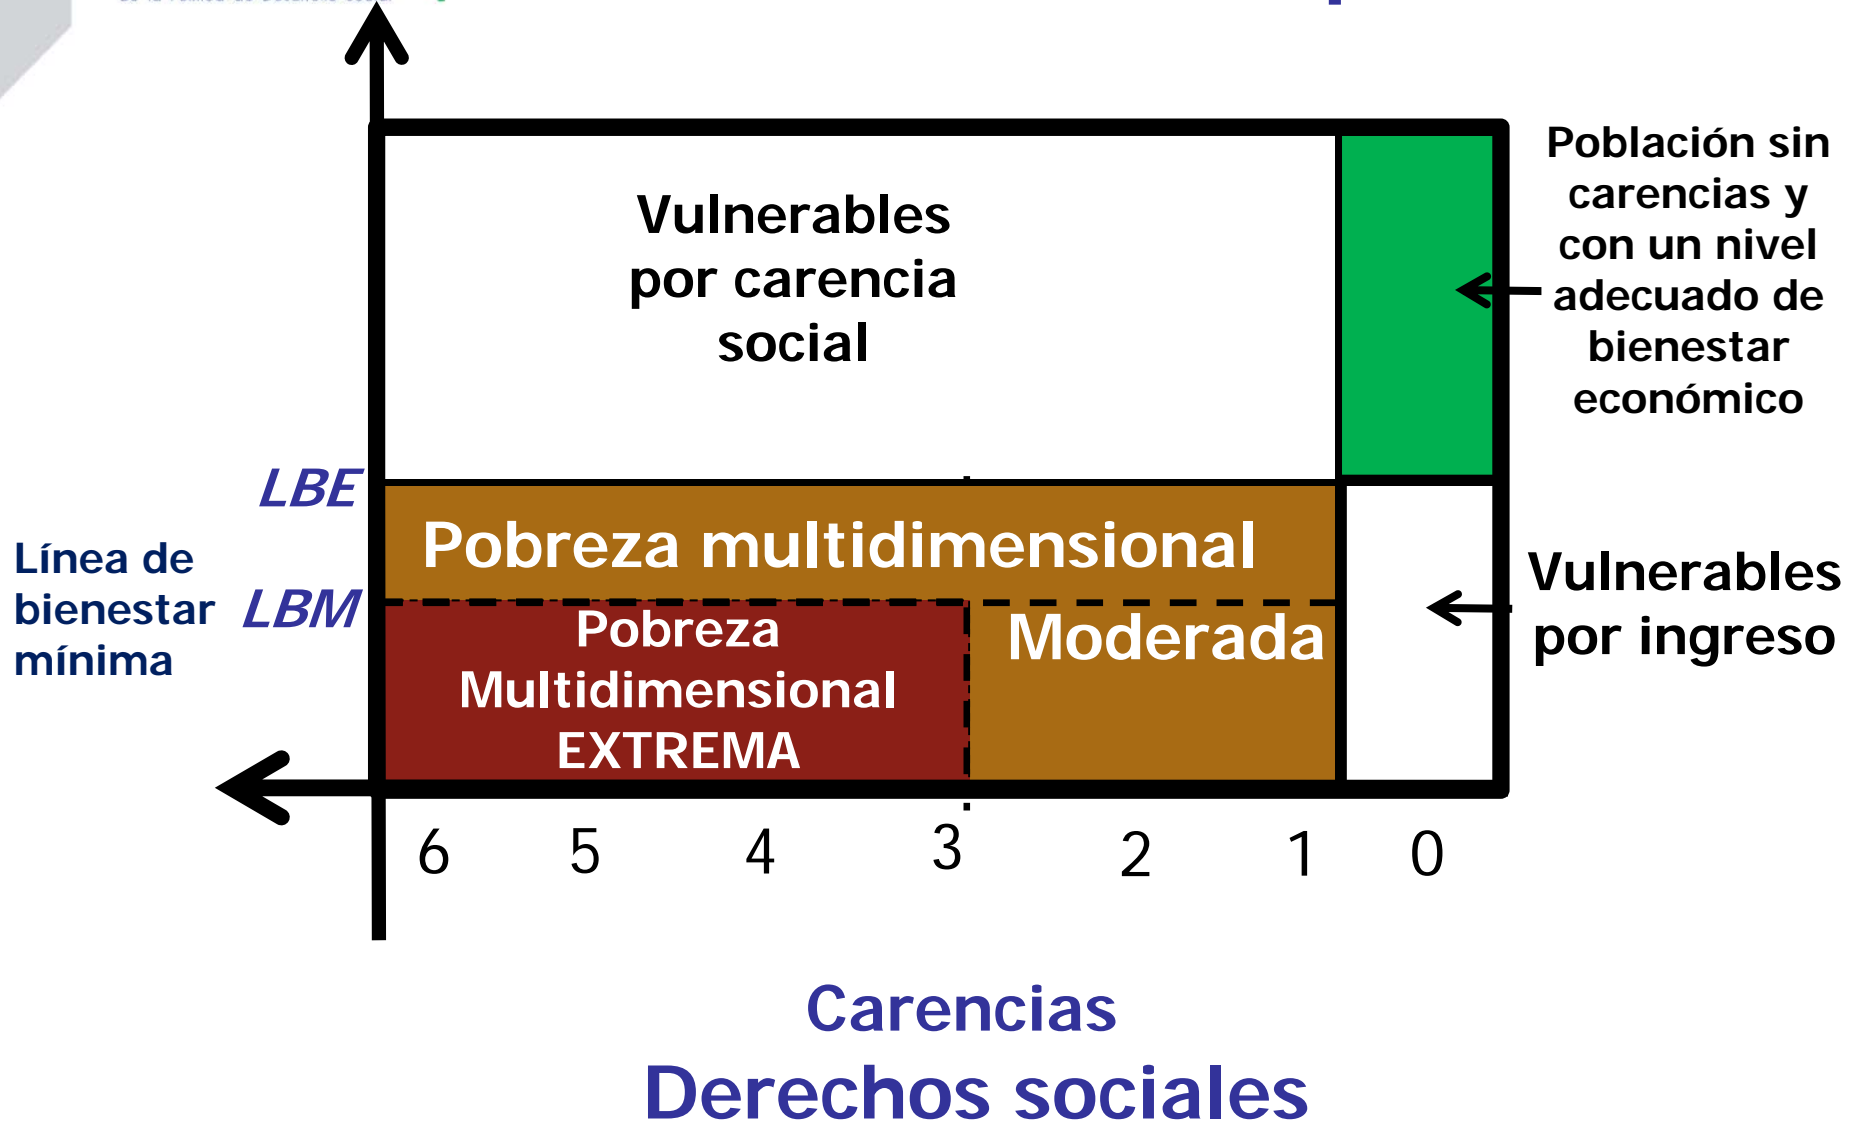 Vulnerables
por carencia
social
Población sin
carencias y
con un nivel
adecuado de
bienestar
económico
LBE
Línea de
bienestar
mínima
LBM
Pobreza multidimensional
Pobreza
Multidimensional
EXTREMA
Moderada
Vulnerables
por ingreso
6 5 4 3 2 1 0
Carencias
Derechos sociales